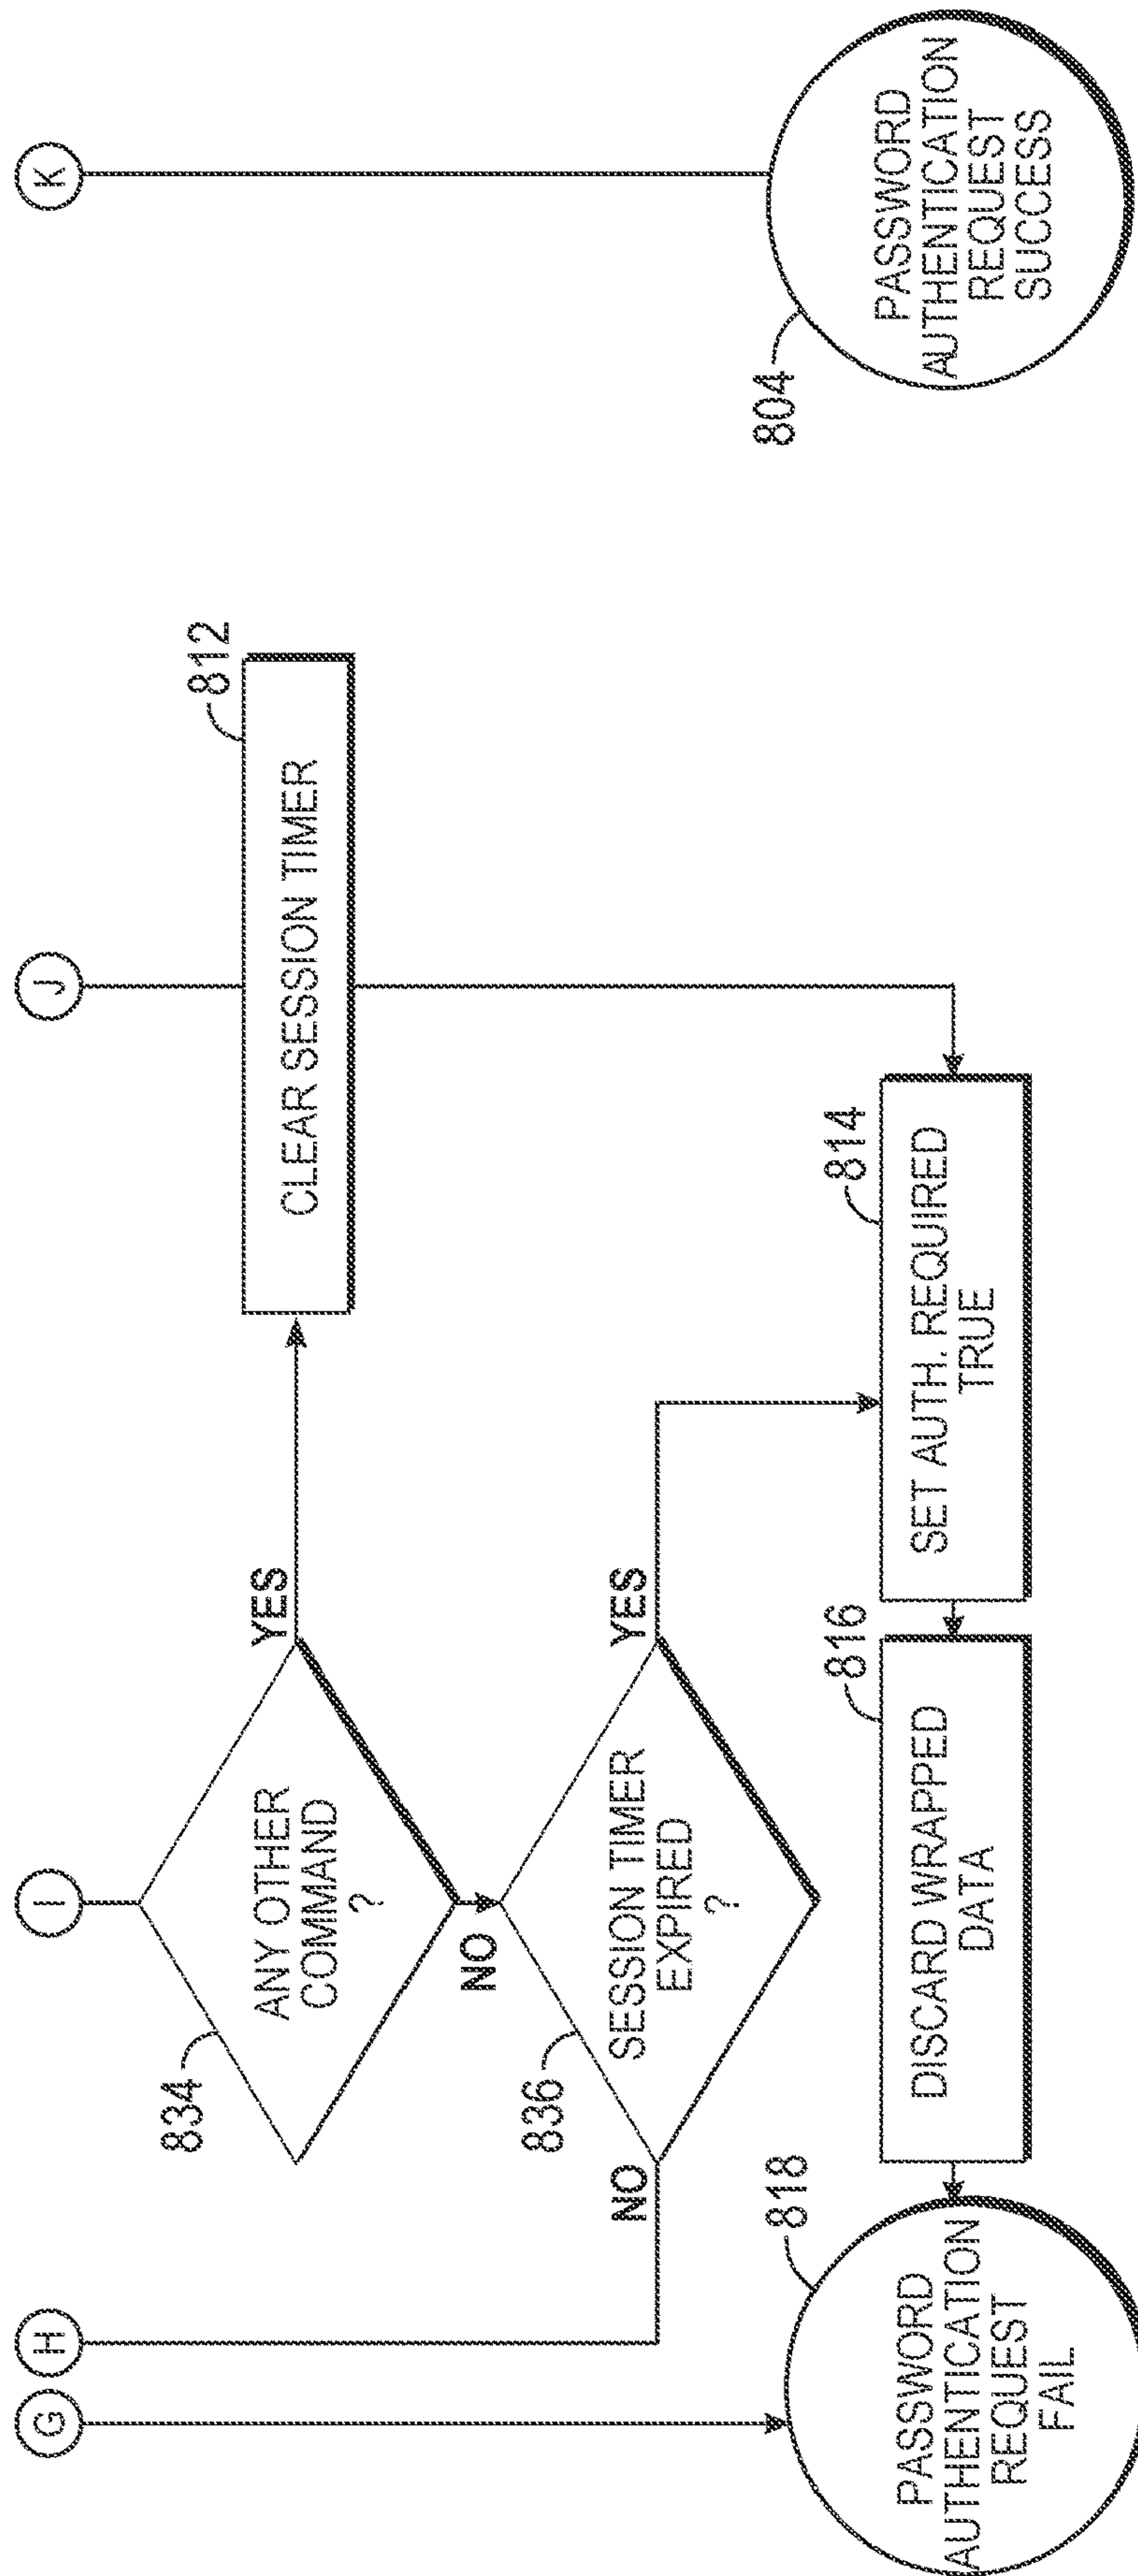 G
H
I
J
K
834
ANY OTHER
COMMAND
?
YES
NO
812
CLEAR SESSION TIMER
836
SESSION TIMER
EXPIRED
?
NO
YES
818
PASSWORD
AUTHENTICATION
REQUEST
FAIL
816
DISCARD WRAPPED
DATA
814
SET AUTH. REQUIRED
TRUE
804
PASSWORD
AUTHENTICATION
REQUEST
SUCCESS